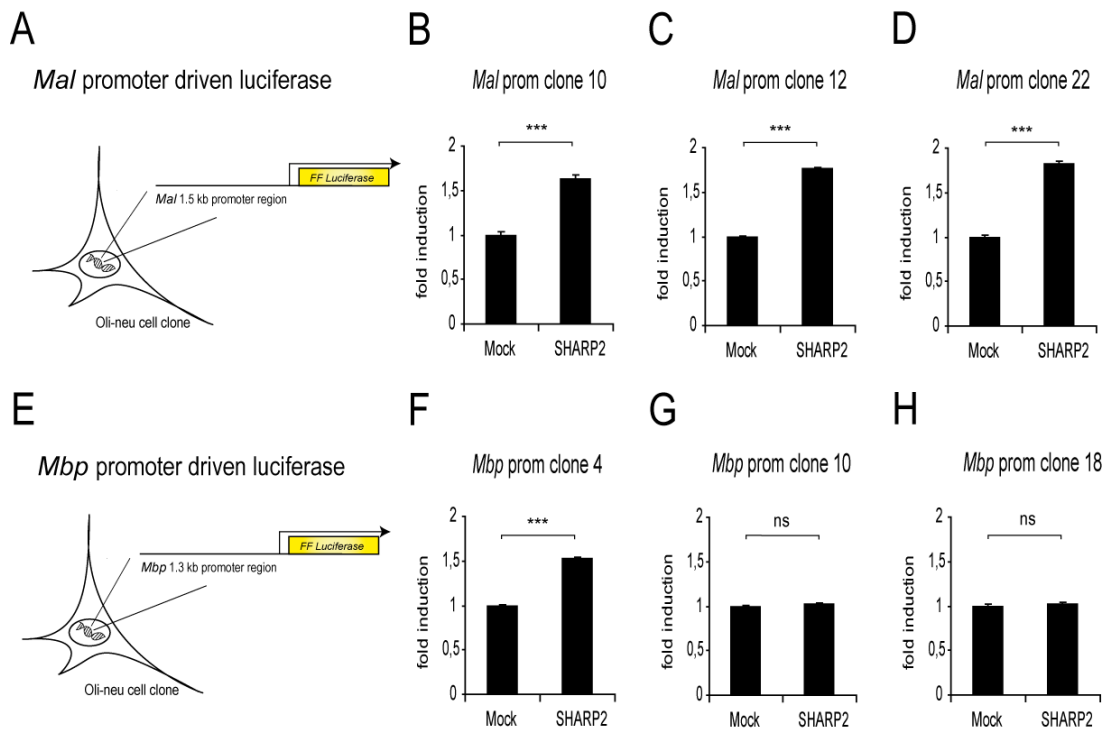 A
Mal promoter driven luciferase
FF Luciferase
Mal 1.5 kb promoter region
Oli-neu cell clone
B
Mal prom clone 10
***
fold induction
2
1,5
1
0,5
0
Mock SHARP2
C
Mal prom clone 12
***
fold induction
2
1,5
1
0,5
0
Mock SHARP2
D
Mal prom clone 22
***
fold induction
2
1,5
1
0,5
0
Mock SHARP2
E
Mbp promoter driven luciferase
FF Luciferase
Mbp 1.3 kb promoter region
Oli-neu cell clone
F
Mbp prom clone 4
***
fold induction
2
1,5
1
0,5
0
Mock SHARP2
G
Mbp prom clone 10
ns
fold induction
2
1,5
1
0,5
0
Mock SHARP2
H
Mbp prom clone 18
ns
fold induction
2
1,5
1
0,5
0
Mock SHARP2